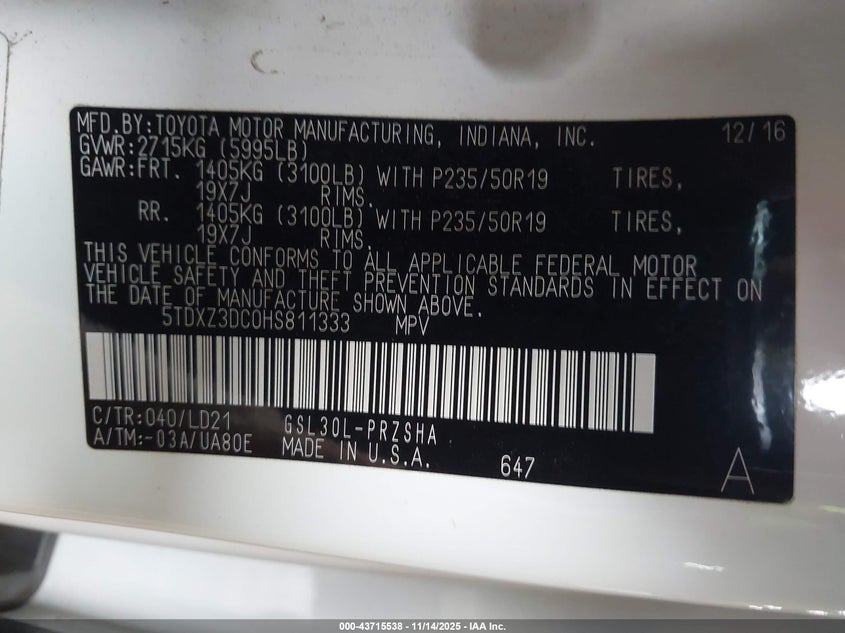 MFD.BY:TOYOTA MOTOR MANUFACTURING, INDIANA, INC. 12/16
GVWR:2715KG (5995LB)
GAWR:FRT. 1405KG (3100LB) WITH P235/50R19 TIRES,
19X7J RIMS.
RR. 1405KG (3100LB) WITH P235/50R19 TIRES,
19X7J RIMS.
THIS VEHICLE CONFORMS TO ALL APPLICABLE FEDERAL MOTOR
VEHICLE SAFETY AND THEFT PREVENTION STANDARDS IN EFFECT ON
THE DATE OF MANUFACTURE SHOWN ABOVE.
5TDXZ3DC0HS811333 MPV
C/TR:040/LD21 GSL30L-PRZSHA
A/TM:-03A/UA80E MADE IN U.S.A. 647 A
000-43715538 - 11/14/2025 - IAA Inc.